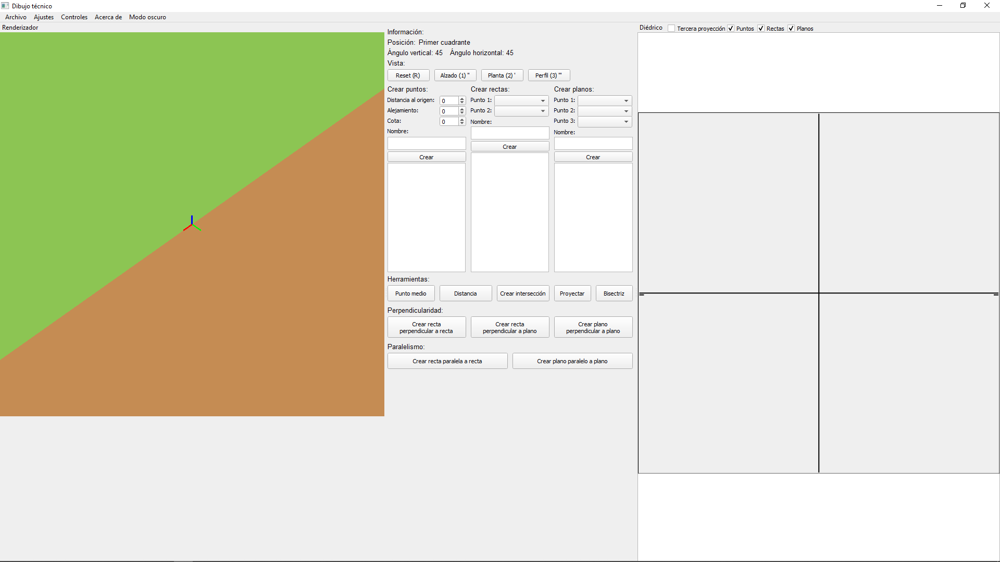 Dibujo técnico
Archivo Ajustes Controles Acerca de Modo oscuro
Renderizador
Información:
Posición: Primer cuadrante
Ángulo vertical: 45 Ángulo horizontal: 45
Vista:
Reset (R) Alzado (1) '' Planta (2) ' Perfil (3) '''
Crear puntos:
Distancia al origen: 0
Alejamiento: 0
Cota: 0
Nombre:
Crear
Crear rectas:
Punto 1:
Punto 2:
Nombre:
Crear
Crear planos:
Punto 1:
Punto 2:
Punto 3:
Nombre:
Crear
Herramientas:
Punto medio Distancia Crear intersección Proyectar Bisectriz
Perpendicularidad:
Crear recta
perpendicular a recta
Crear recta
perpendicular a plano
Crear plano
perpendicular a plano
Paralelismo:
Crear recta paralela a recta Crear plano paralelo a plano
Diédrico Tercera proyección Puntos Rectas Planos